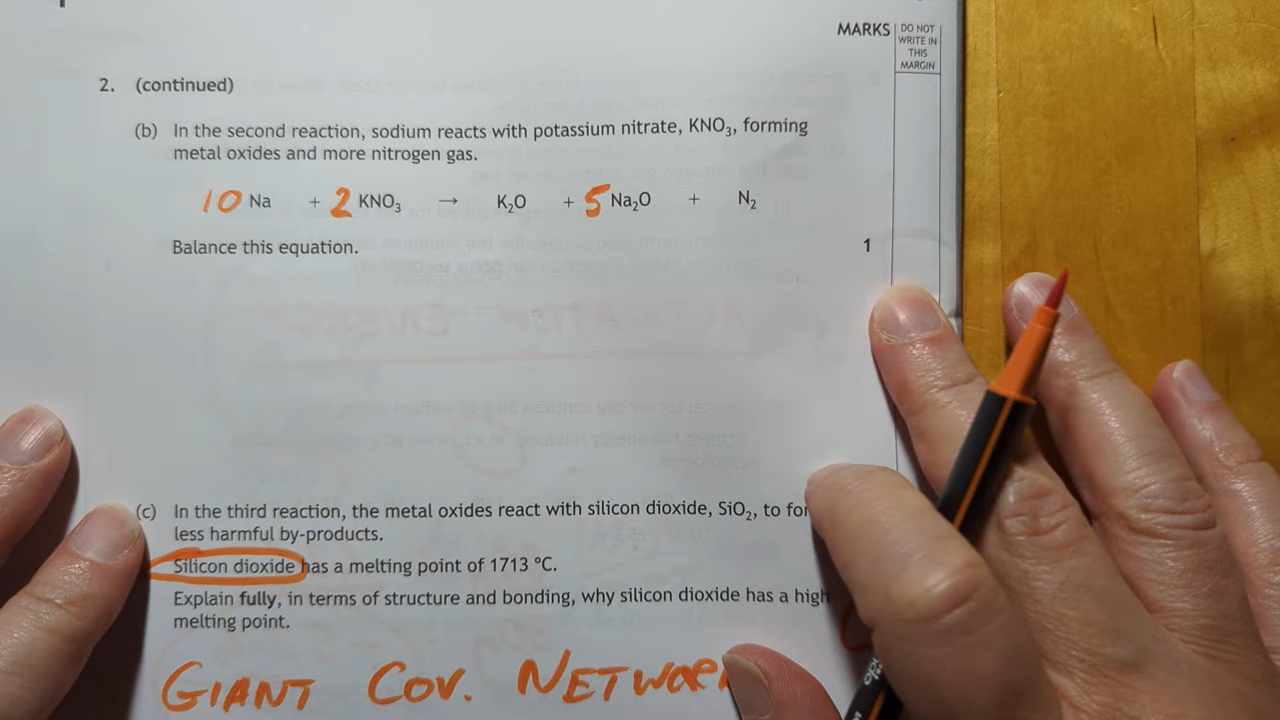 MARKS
DO NOT
WRITE IN
THIS
MARGIN
2. (continued)
(b) In the second reaction, sodium reacts with potassium nitrate, KNO₃, forming
metal oxides and more nitrogen gas.
10 Na + 2 KNO₃ → K₂O + 5 Na₂O + N₂
Balance this equation. 1
(c) In the third reaction, the metal oxides react with silicon dioxide, SiO₂, to
less harmful by-products.
Silicon dioxide has a melting point of 1713 °C.
Explain fully, in terms of structure and bonding, why silicon dioxide has a high
melting point.
GIANT COV. NETWOR